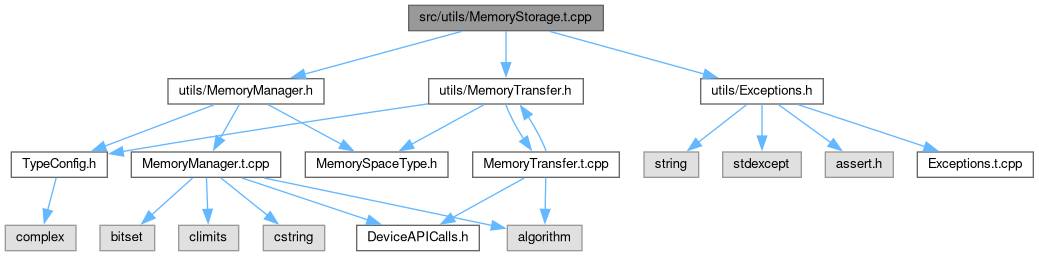 src/utils/MemoryStorage.t.cpp
utils/MemoryManager.h
utils/MemoryTransfer.h
utils/Exceptions.h
TypeConfig.h
MemoryManager.t.cpp
MemorySpaceType.h
MemoryTransfer.t.cpp
string
stdexcept
assert.h
Exceptions.t.cpp
complex
bitset
climits
cstring
DeviceAPICalls.h
algorithm